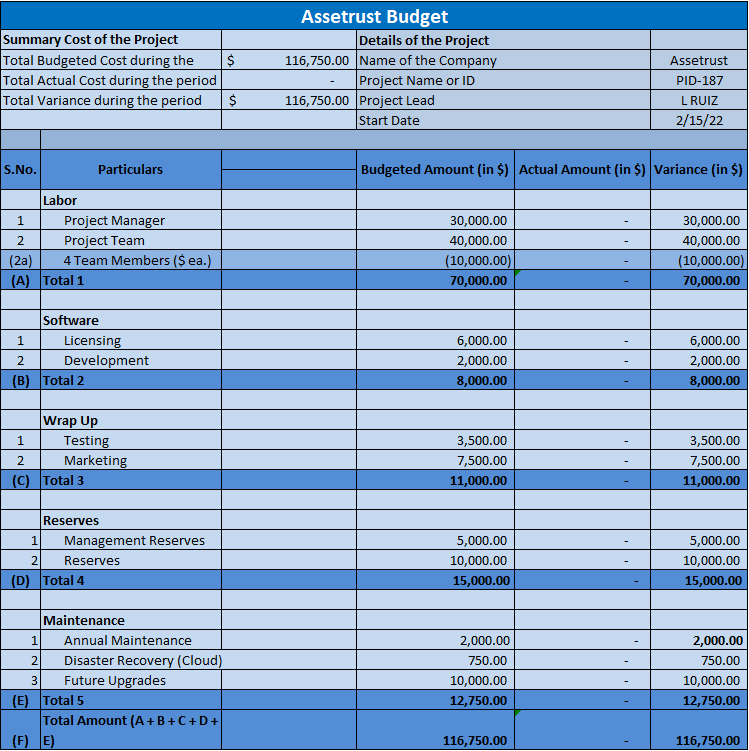 Assetrust Budget
Summary Cost of the Project Details of the Project
Total Budgeted Cost during the $ 116,750.00 Name of the Company Assetrust
Total Actual Cost during the period - Project Name or ID PID-187
Total Variance during the period $ 116,750.00 Project Lead L RUIZ
Start Date 2/15/22
S.No. Particulars Budgeted Amount (in $) Actual Amount (in $) Variance (in $)
Labor
1 Project Manager 30,000.00 - 30,000.00
2 Project Team 40,000.00 - 40,000.00
(2a) 4 Team Members ($ ea.) (10,000.00) - (10,000.00)
(A) Total 1 70,000.00 - 70,000.00
Software
1 Licensing 6,000.00 - 6,000.00
2 Development 2,000.00 - 2,000.00
(B) Total 2 8,000.00 - 8,000.00
Wrap Up
1 Testing 3,500.00 - 3,500.00
2 Marketing 7,500.00 - 7,500.00
(C) Total 3 11,000.00 - 11,000.00
Reserves
1 Management Reserves 5,000.00 - 5,000.00
2 Reserves 10,000.00 - 10,000.00
(D) Total 4 15,000.00 - 15,000.00
Maintenance
1 Annual Maintenance 2,000.00 - 2,000.00
2 Disaster Recovery (Cloud) 750.00 - 750.00
3 Future Upgrades 10,000.00 - 10,000.00
(E) Total 5 12,750.00 - 12,750.00
Total Amount (A + B + C + D +
(F) E) 116,750.00 - 116,750.00